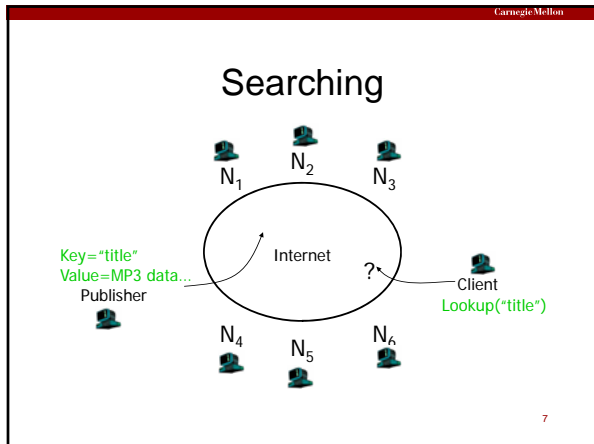 Carnegie Mellon
Searching
N1 N2 N3
Key="title"
Value=MP3 data...
Publisher
Internet
?
Client
Lookup("title")
N4 N5 N6
7